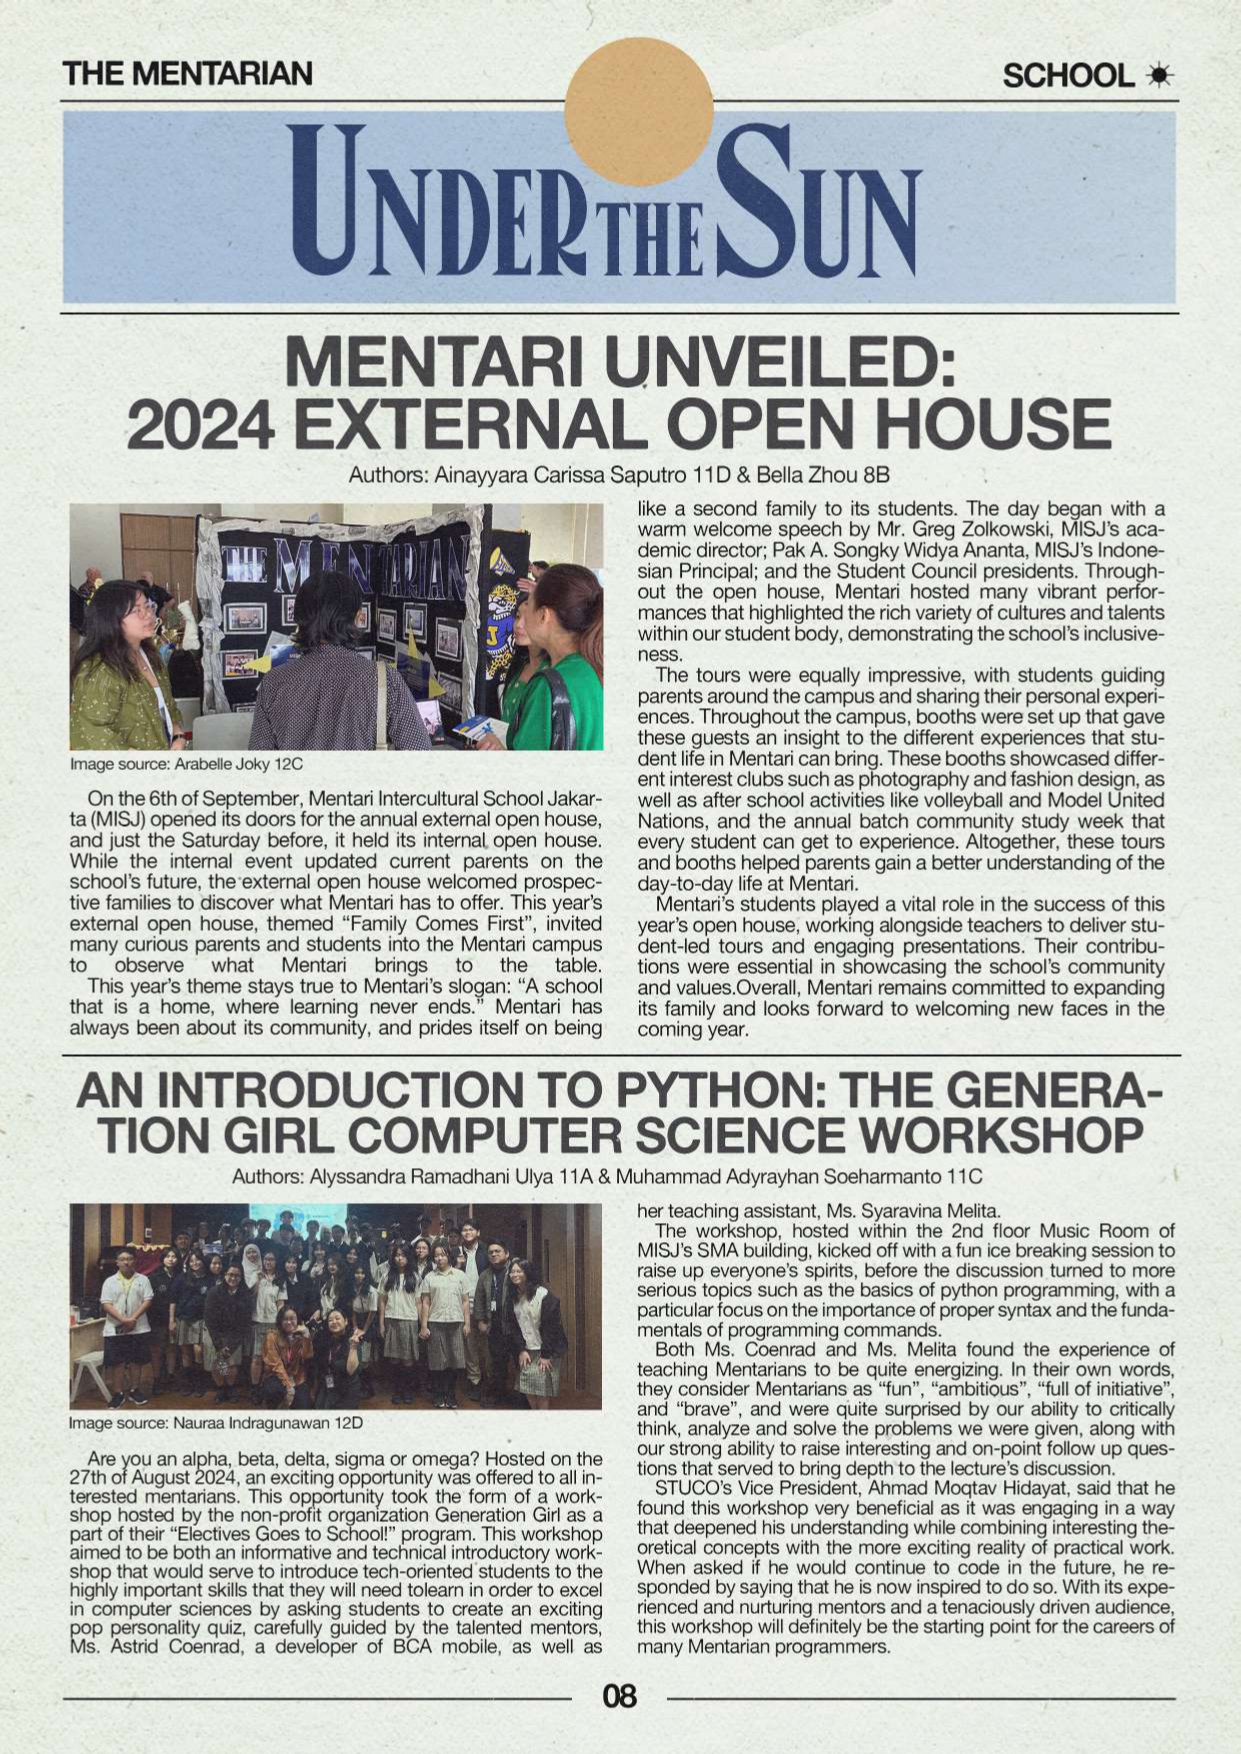 THE MENTARIAN
SCHOOL
UNDER THE SUN
MENTARI UNVEILED:
2024 EXTERNAL OPEN HOUSE
Authors: Ainayyara Carissa Saputro 11D & Bella Zhou 8B
THE MENTARIAN
Image source: Arabelle Joky 12C
On the 6th of September, Mentari Intercultural School Jakar-
ta (MISJ) opened its doors for the annual external open house,
and just the Saturday before, it held its internal open house.
While the internal event updated current parents on the
school's future, the external open house welcomed prospec-
tive families to discover what Mentari has to offer. This year's
external open house, themed “Family Comes First”, invited
many curious parents and students into the Mentari campus
to observe what Mentari brings to the table.
This year's theme stays true to Mentari's slogan: “A school
that is a home, where learning never ends.” Mentari has
always been about its community, and prides itself on being
like a second family to its students. The day began with a
warm welcome speech by Mr. Greg Zolkowski, MISJ's aca-
demic director; Pak A. Songky Widya Ananta, MISJ's Indone-
sian Principal; and the Student Council presidents. Through-
out the open house, Mentari hosted many vibrant perfor-
mances that highlighted the rich variety of cultures and talents
within our student body, demonstrating the school's inclusive-
ness.
The tours were equally impressive, with students guiding
parents around the campus and sharing their personal experi-
ences. Throughout the campus, booths were set up that gave
these guests an insight to the different experiences that stu-
dent life in Mentari can bring. These booths showcased differ-
ent interest clubs such as photography and fashion design, as
well as after school activities like volleyball and Model United
Nations, and the annual batch community study week that
every student can get to experience. Altogether, these tours
and booths helped parents gain a better understanding of the
day-to-day life at Mentari.
Mentari's students played a vital role in the success of this
year's open house, working alongside teachers to deliver stu-
dent-led tours and engaging presentations. Their contribu-
tions were essential in showcasing the school's community
and values.Overall, Mentari remains committed to expanding
its family and looks forward to welcoming new faces in the
coming year.
AN INTRODUCTION TO PYTHON: THE GENERA-
TION GIRL COMPUTER SCIENCE WORKSHOP
Authors: Alyssandra Ramadhani Ulya 11A & Muhammad Adyrayhan Soeharmanto 11C
Image source: Nauraa Indragunawan 12D
Are you an alpha, beta, delta, sigma or omega? Hosted on the
27th of August 2024, an exciting opportunity was offered to all in-
terested mentarians. This opportunity took the form of a work-
shop hosted by the non-profit organization Generation Girl as a
part of their “Electives Goes to School!” program. This workshop
aimed to be both an informative and technical introductory work-
shop that would serve to introduce tech-oriented students to the
highly important skills that they will need tolearn in order to excel
in computer sciences by asking students to create an exciting
pop personality quiz, carefully guided by the talented mentors,
Ms. Astrid Coenrad, a developer of BCA mobile, as well as
her teaching assistant, Ms. Syaravina Melita.
The workshop, hosted within the 2nd floor Music Room of
MISJ's SMA building, kicked off with a fun ice breaking session to
raise up everyone's spirits, before the discussion turned to more
serious topics such as the basics of python programming, with a
particular focus on the importance of proper syntax and the funda-
mentals of programming commands.
Both Ms. Coenrad and Ms. Melita found the experience of
teaching Mentarians to be quite energizing. In their own words,
they consider Mentarians as “fun”, “ambitious”, “full of initiative”,
and “brave”, and were quite surprised by our ability to critically
think, analyze and solve the problems we were given, along with
our strong ability to raise interesting and on-point follow up ques-
tions that served to bring depth to the lecture's discussion.
STUCO's Vice President, Ahmad Moqtav Hidayat, said that he
found this workshop very beneficial as it was engaging in a way
that deepened his understanding while combining interesting the-
oretical concepts with the more exciting reality of practical work.
When asked if he would continue to code in the future, he re-
sponded by saying that he is now inspired to do so. With its expe-
rienced and nurturing mentors and a tenaciously driven audience,
this workshop will definitely be the starting point for the careers of
many Mentarian programmers.
08